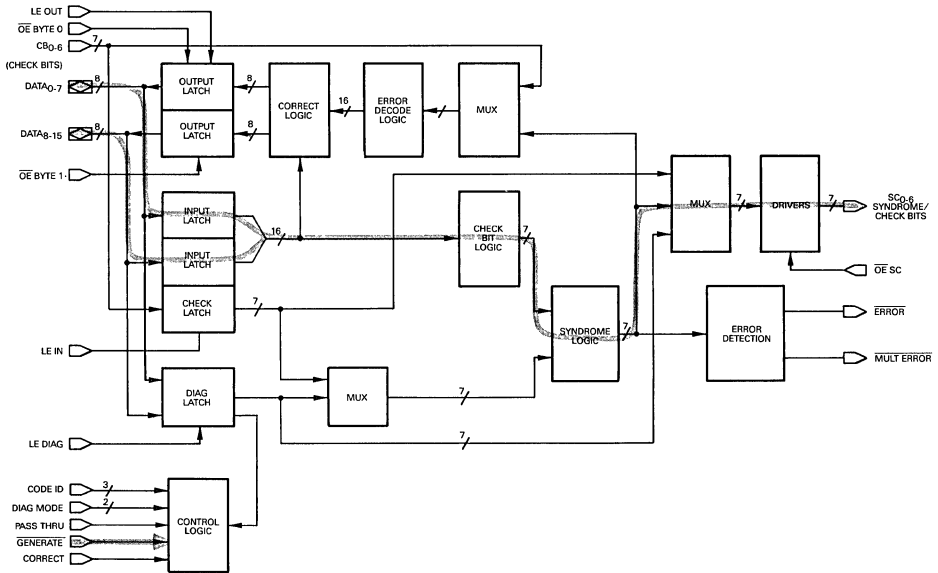 LE OUT
OE BYTE 0
CB0-6
7
(CHECK BITS)
DATA0-7
8
DATA8-15
8
OE BYTE 1
OUTPUT LATCH
OUTPUT LATCH
8
8
CORRECT LOGIC
16
ERROR DECODE LOGIC
MUX
INPUT LATCH
INPUT LATCH
16
CHECK LATCH
7
CHECK BIT LOGIC
7
MUX
7
DRIVERS
7
SC0-6
SYNDROME/
CHECK BITS
OE SC
LE IN
SYNDROME LOGIC
7
ERROR DETECTION
ERROR
MULT ERROR
DIAG LATCH
MUX
7
7
LE DIAG
CODE ID
3
DIAG MODE
2
PASS THRU
GENERATE
CORRECT
CONTROL LOGIC